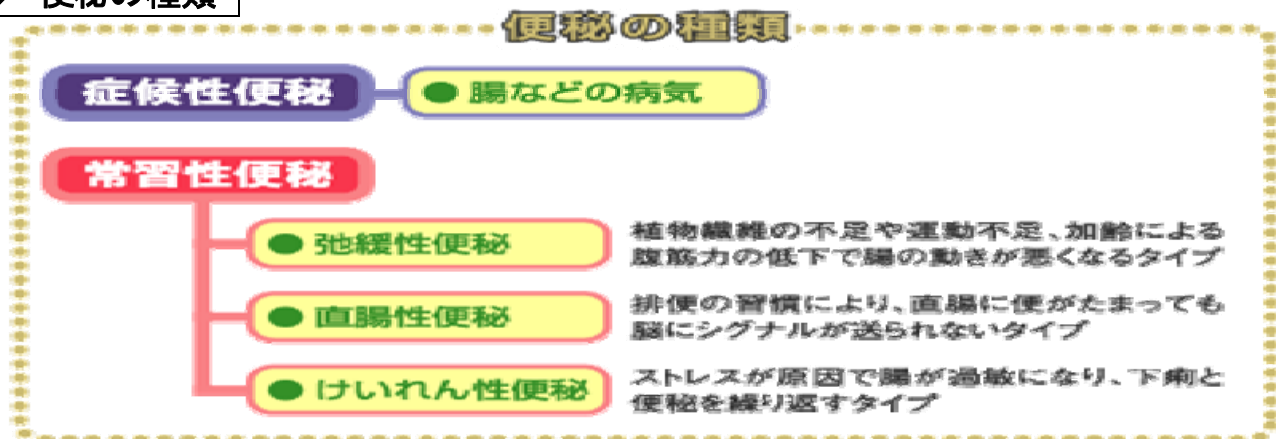 便秘の種類
便秘の種類
症候性便秘
● 腸などの病気
常習性便秘
● 弛緩性便秘
植物繊維の不足や運動不足、加齢による
腹筋力の低下で腸の動きが悪くなるタイプ
● 直腸性便秘
排便の習慣により、直腸に便がたまっても
脳にシグナルが送られないタイプ
● けいれん性便秘
ストレスが原因で腸が過敏になり、下痢と
便秘を繰り返すタイプ